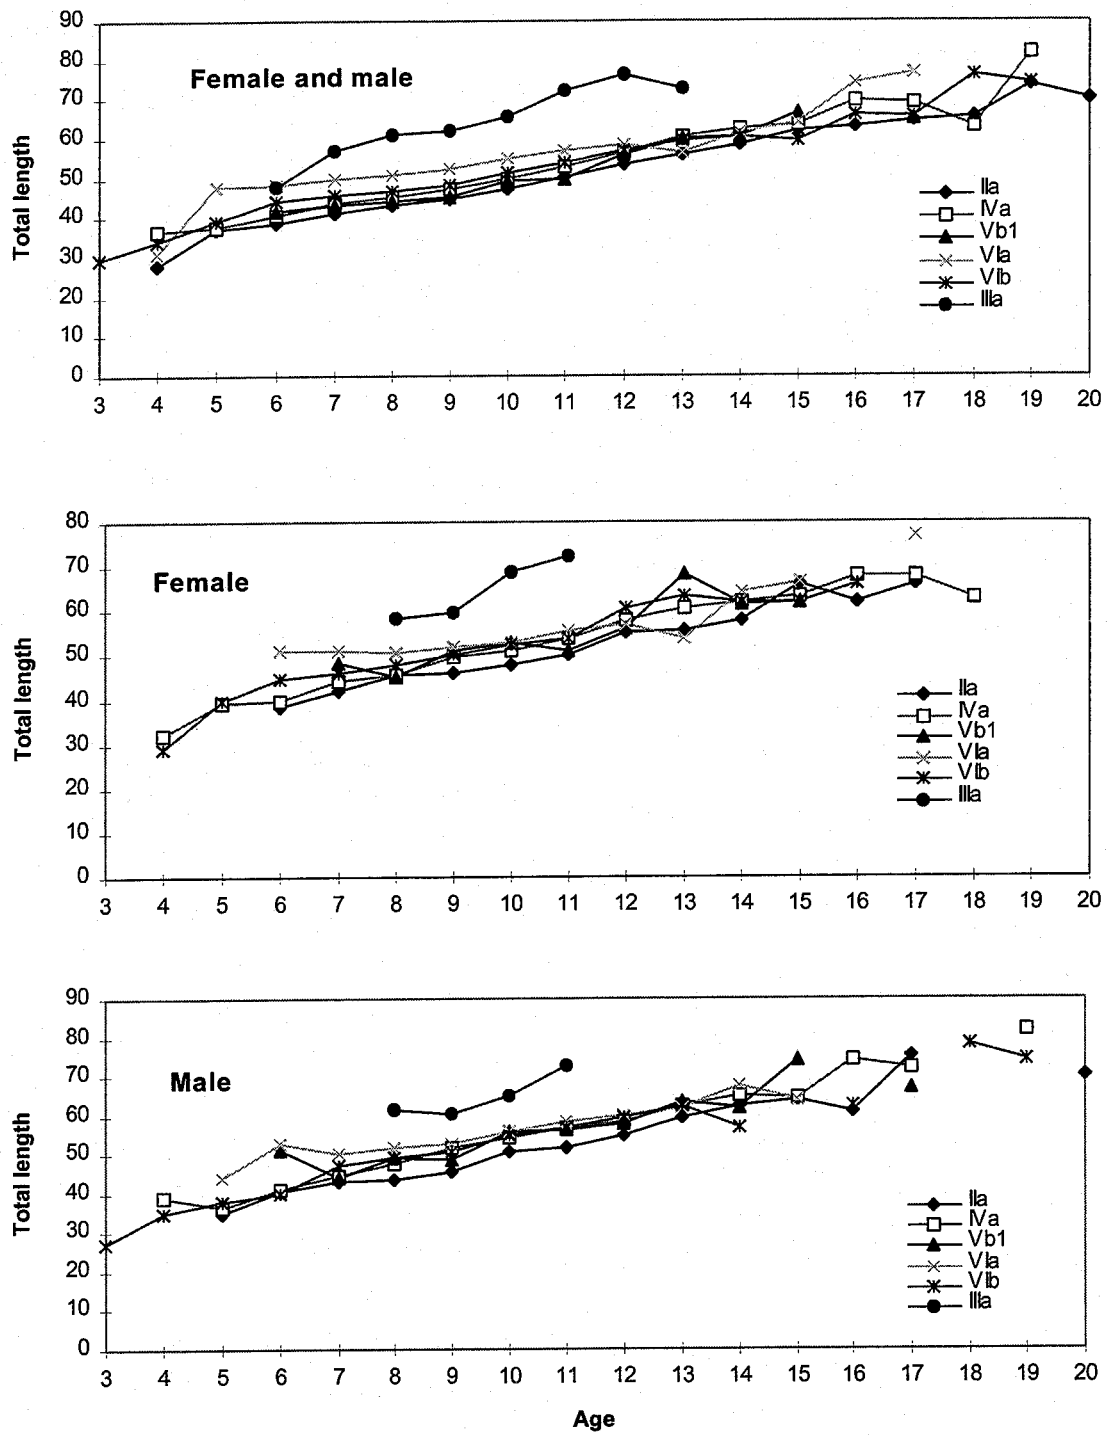 Female and male
Total length
90
80
70
60
50
40
30
20
10
0
3 4 5 6 7 8 9 10 11 12 13 14 15 16 17 18 19 20
IIa
IVa
Vb1
VIa
VIb
IIIa
Female
Total length
80
70
60
50
40
30
20
10
0
3 4 5 6 7 8 9 10 11 12 13 14 15 16 17 18 19 20
IIa
IVa
Vb1
VIa
VIb
IIIa
Male
Total length
90
80
70
60
50
40
30
20
10
0
3 4 5 6 7 8 9 10 11 12 13 14 15 16 17 18 19 20
IIa
IVa
Vb1
VIa
VIb
IIIa
Age